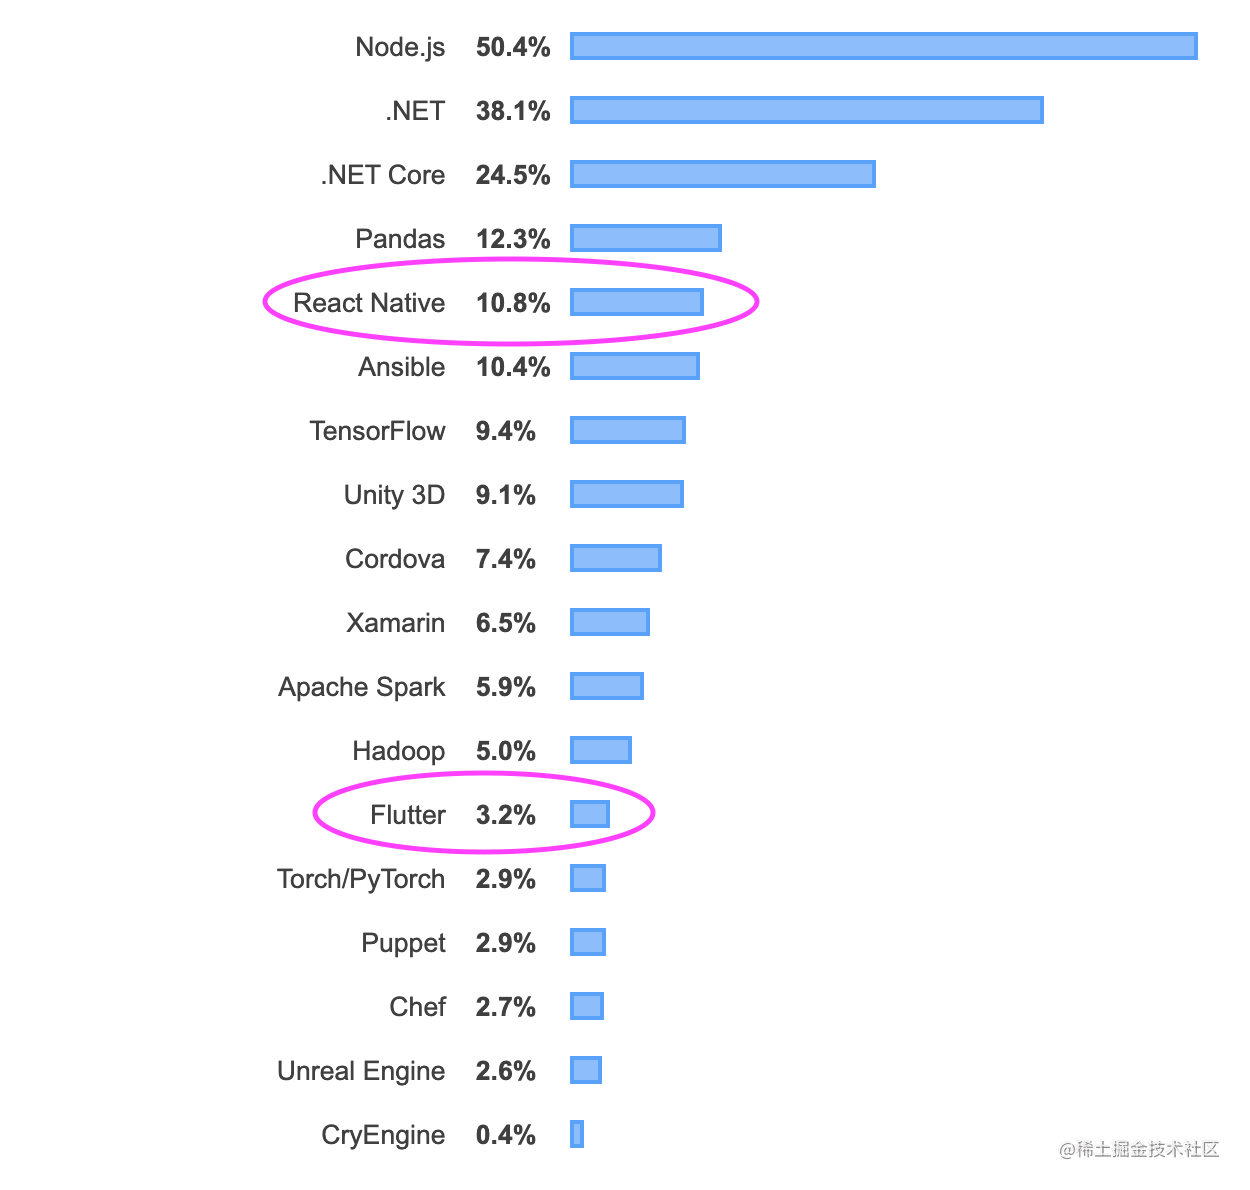 Node.js 50.4%
.NET 38.1%
.NET Core 24.5%
Pandas 12.3%
React Native 10.8%
Ansible 10.4%
TensorFlow 9.4%
Unity 3D 9.1%
Cordova 7.4%
Xamarin 6.5%
Apache Spark 5.9%
Hadoop 5.0%
Flutter 3.2%
Torch/PyTorch 2.9%
Puppet 2.9%
Chef 2.7%
Unreal Engine 2.6%
CryEngine 0.4%
@稀土掘金技术社区